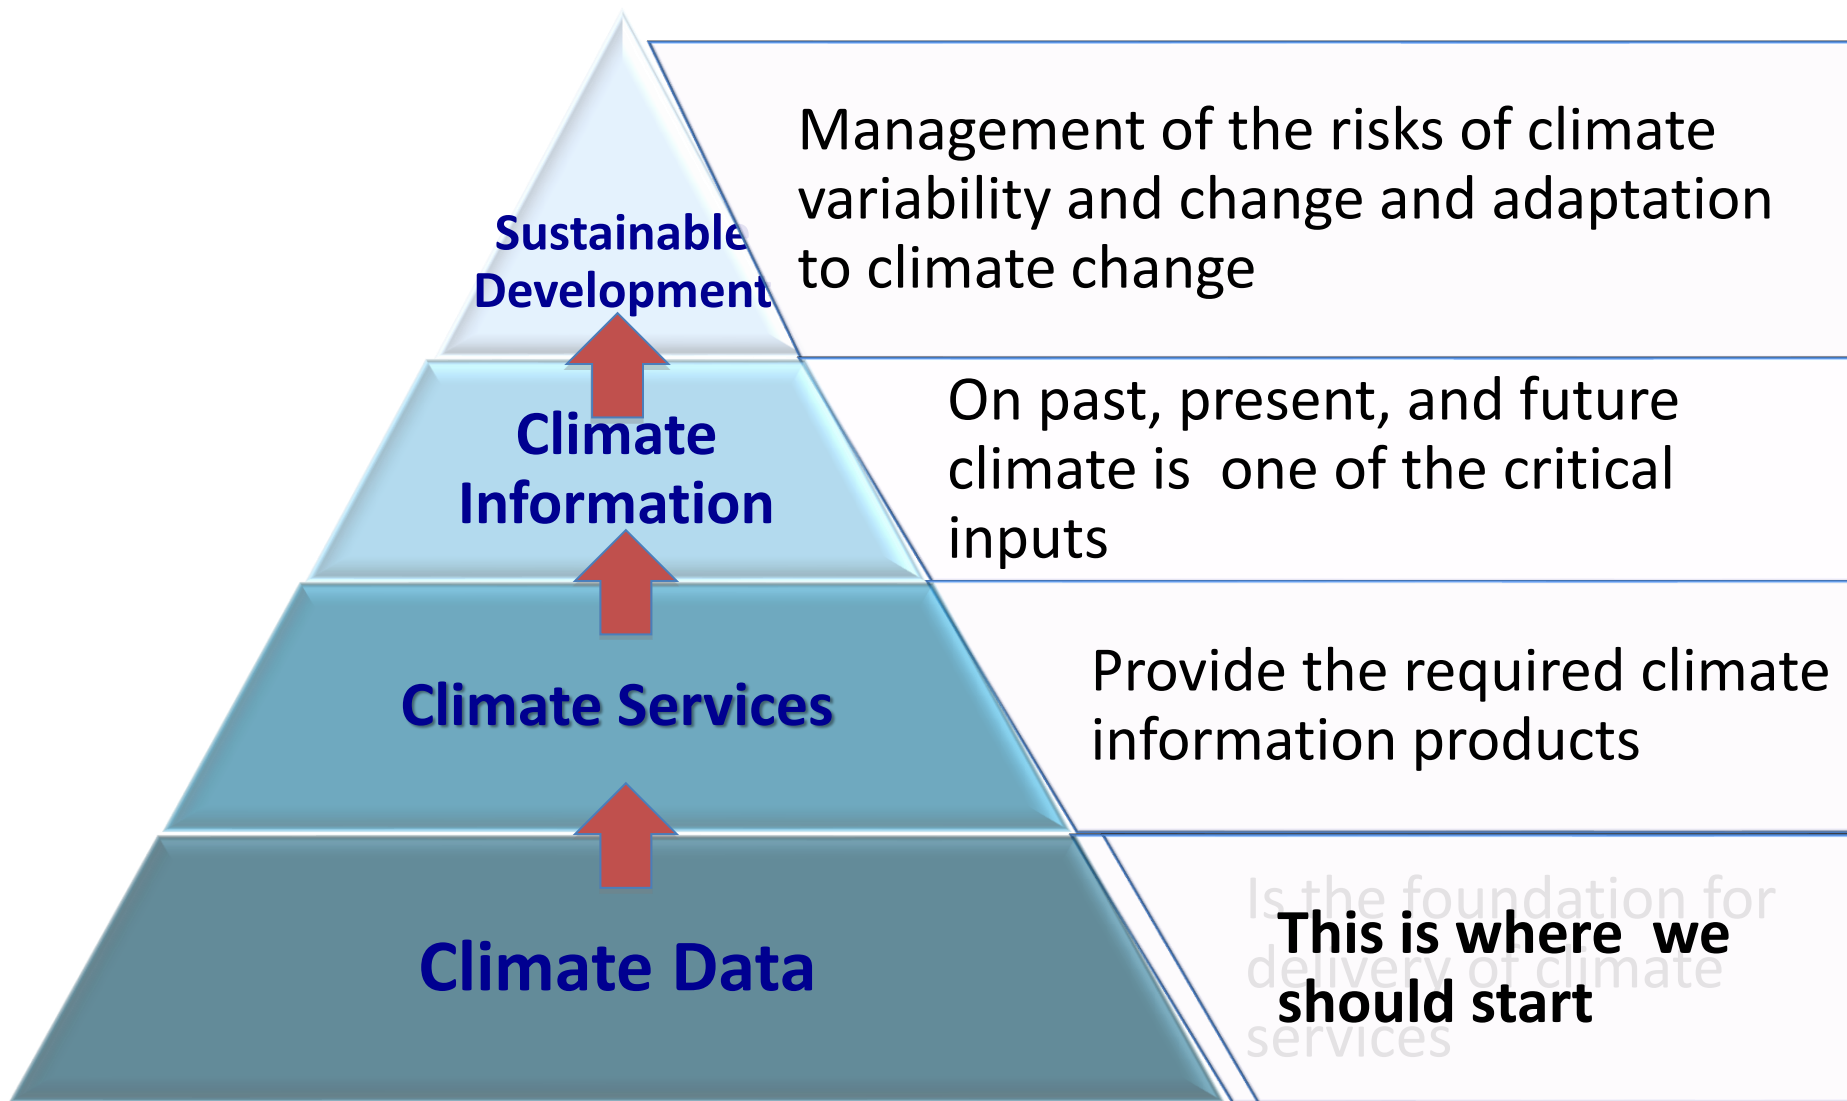 Sustainable
Development
Management of the risks of climate
variability and change and adaptation
to climate change
Climate
Information
On past, present, and future
climate is  one of the critical
inputs
Climate Services
Provide the required climate
information products
Climate Data
Is the foundation for
delivery of climate
services
This is where  we
should start